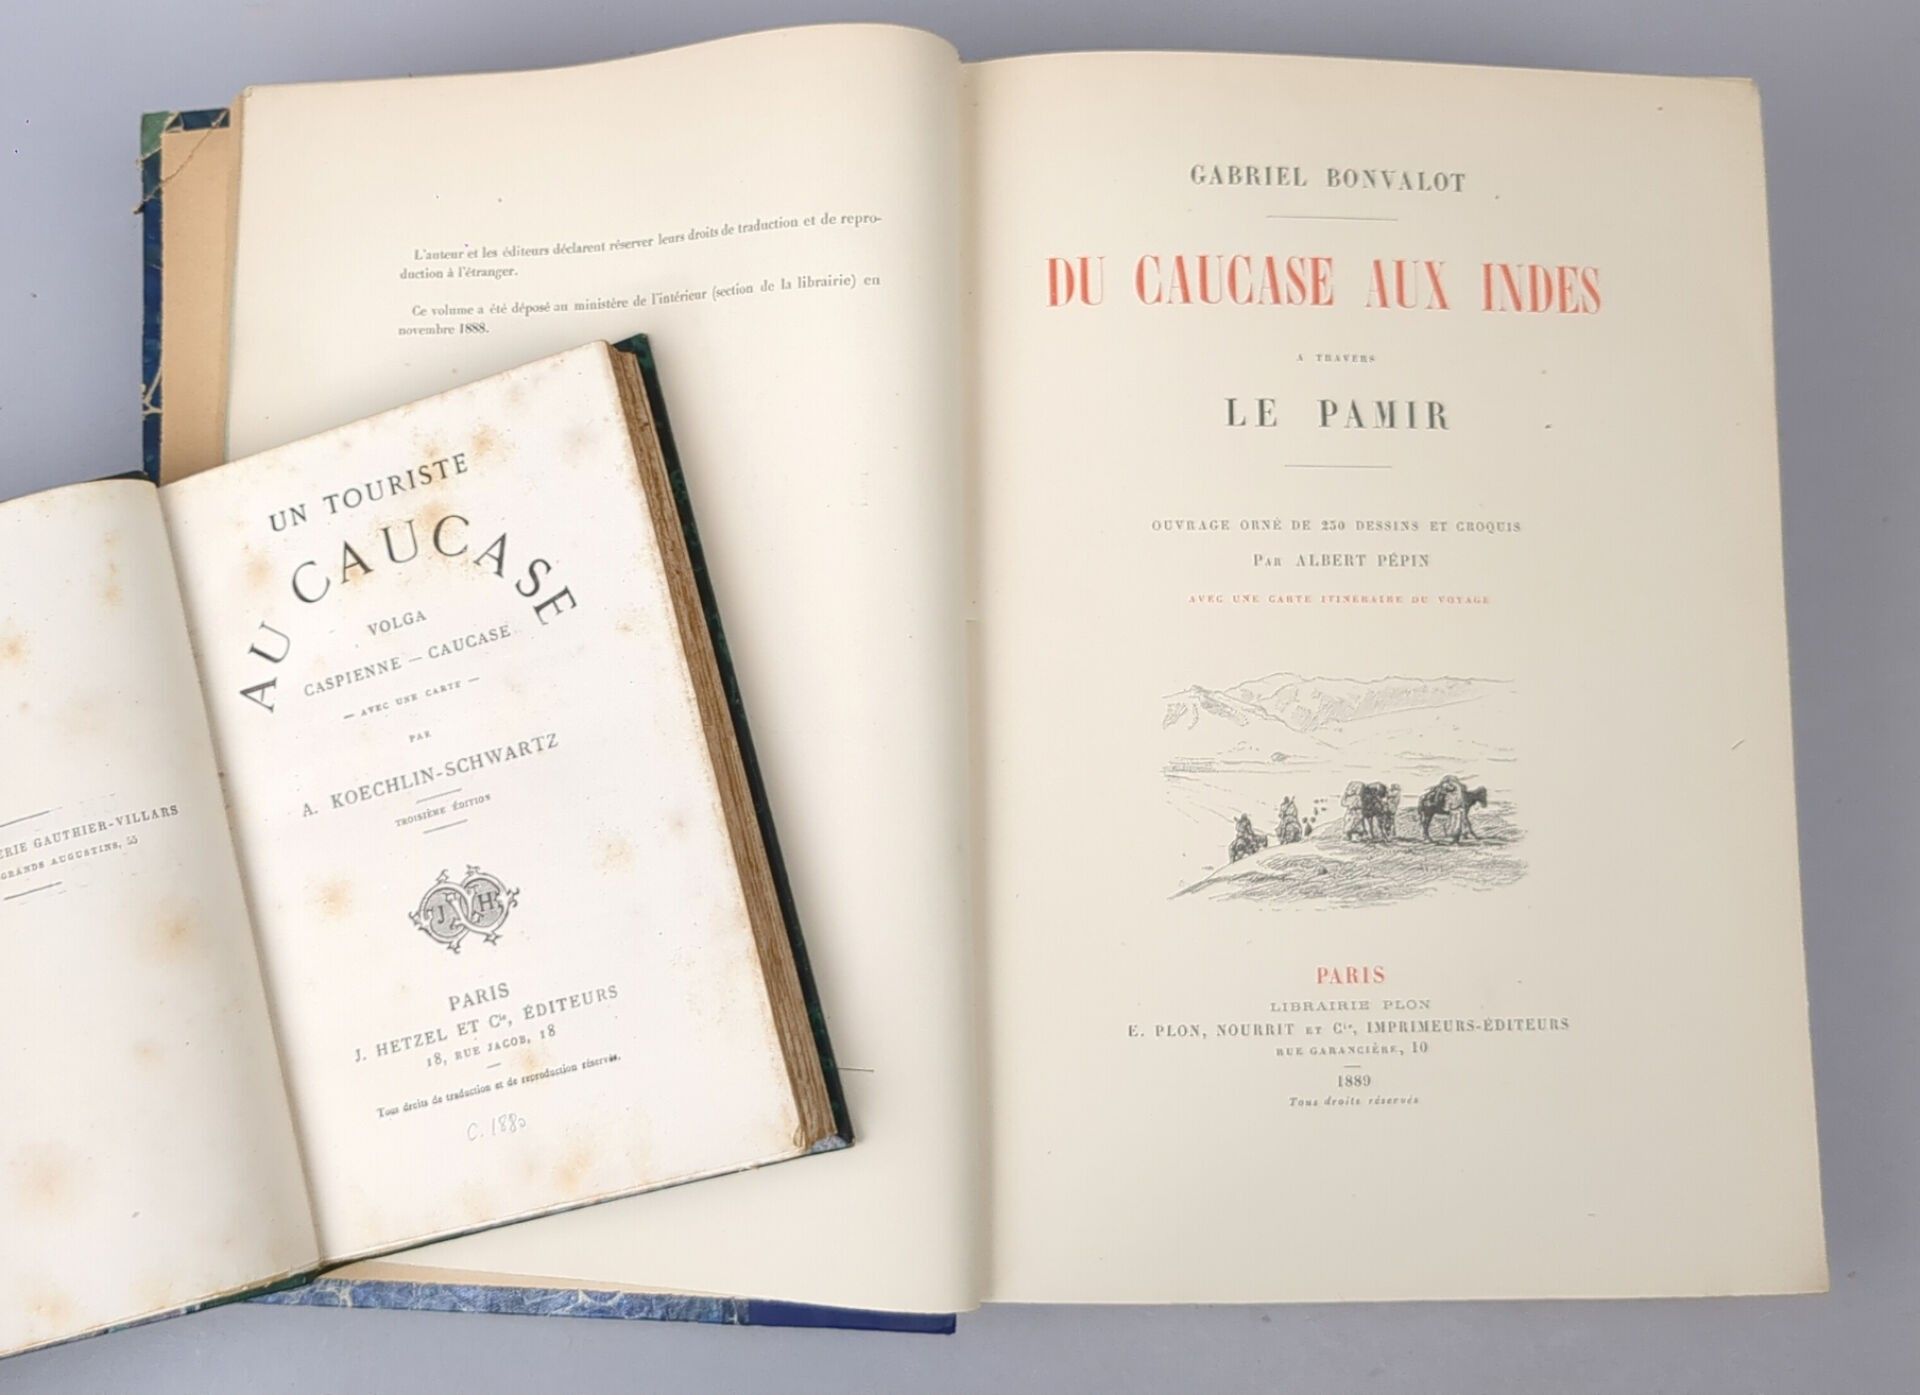 L'auteur et les éditeurs déclarent réserver leurs droits de traduction et de repro-
duction à l'étranger.
Ce volume a été déposé au ministère de l'intérieur (section de la librairie) en
novembre 1888.
GABRIEL BONVALOT
DU CAUCASE AUX INDES
A TRAVERS
LE PAMIR
OUVRAGE ORNÉ DE 250 DESSINS ET CROQUIS
PAR ALBERT PÉPIN
AVEC UNE CARTE ITINÉRAIRE DU VOYAGE
PARIS
LIBRAIRIE PLON
E. PLON, NOURRIT ET Cie, IMPRIMEURS-ÉDITEURS
RUE GARANCIÈRE, 10
1889
Tous droits réservés
GAUTHIER-VILLARS
GRANDS AUGUSTINS, 55
UN TOURISTE
AU CAUCASE
VOLGA
CASPIENNE — CAUCASE
— AVEC UNE CARTE —
PAR
A. KOECHLIN-SCHWARTZ
TROISIÈME ÉDITION
JH
PARIS
J. HETZEL ET Cie, ÉDITEURS
18, RUE JACOB, 18
Tous droits de traduction et de reproduction réservés.
C. 1880